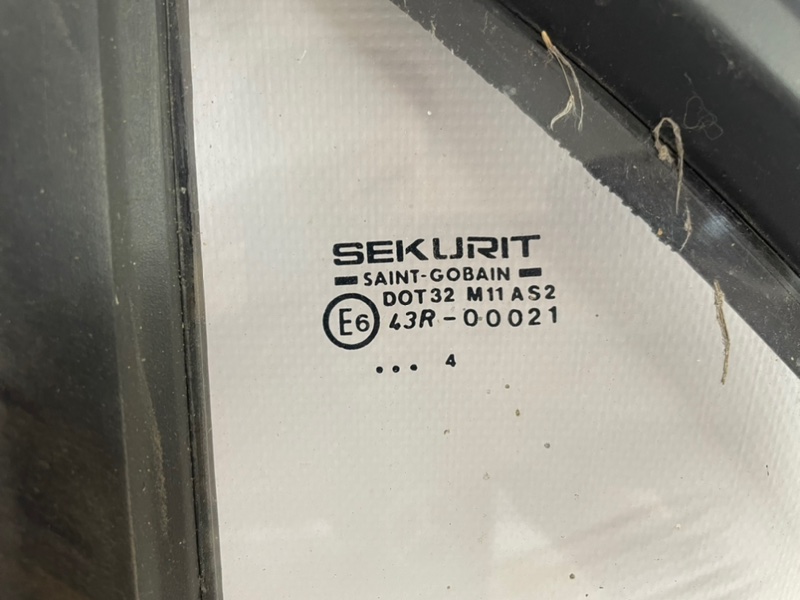 SEKURIT
SAINT-GOBAIN
DOT32 M11 AS2
E6 43R-00021
... 4